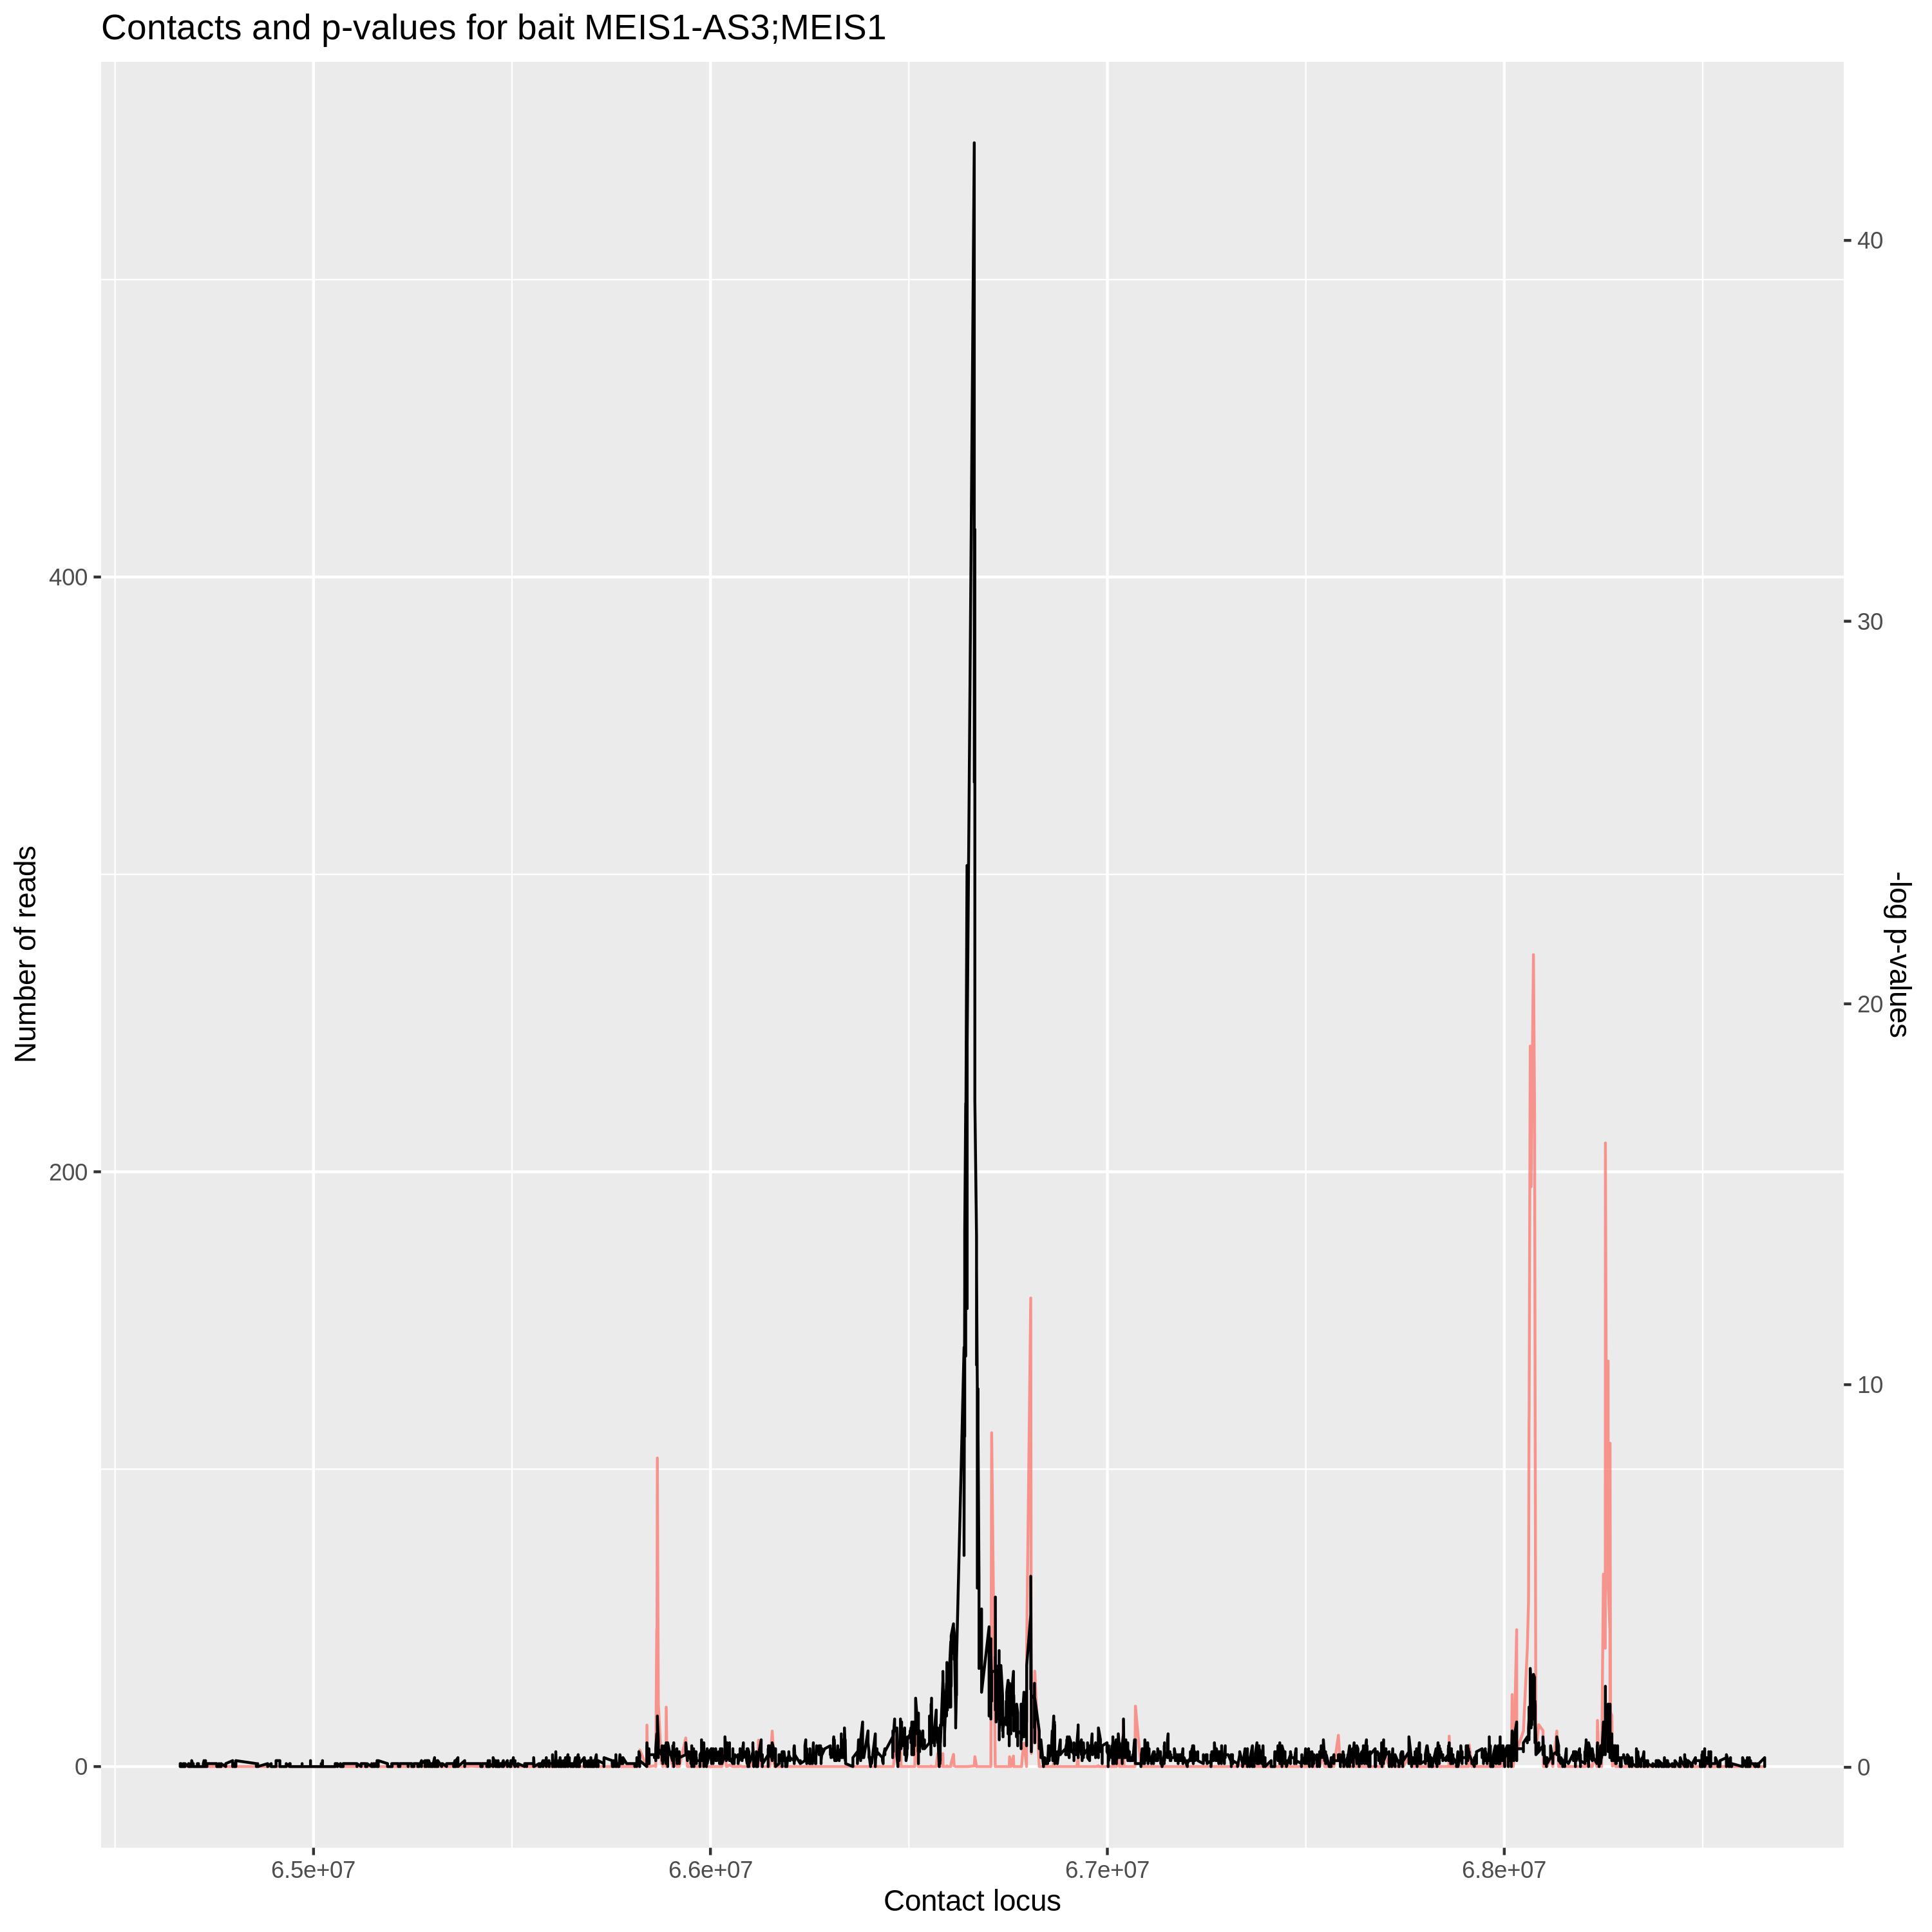 Contacts and p-values for bait MEIS1-AS3;MEIS1
40
400
30
Number of reads
-log p-values
20
200
10
0
0
6.5e+07
6.6e+07
6.7e+07
6.8e+07
Contact locus